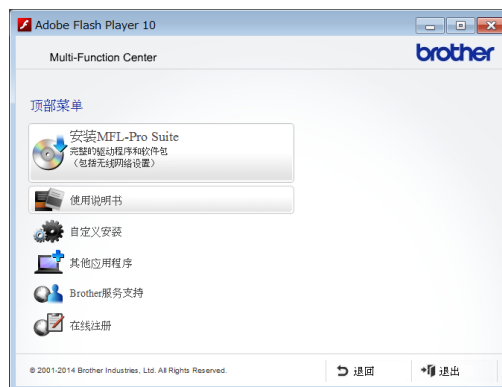 Adobe Flash Player 10
Multi-Function Center
brother
顶部菜单
安装MFL-Pro Suite
完整的驱动程序和软件包
（包括无线网络设置）
使用说明书
自定义安装
其他应用程序
Brother服务支持
在线注册
© 2001-2014 Brother Industries, Ltd. All Rights Reserved.
退回
退出